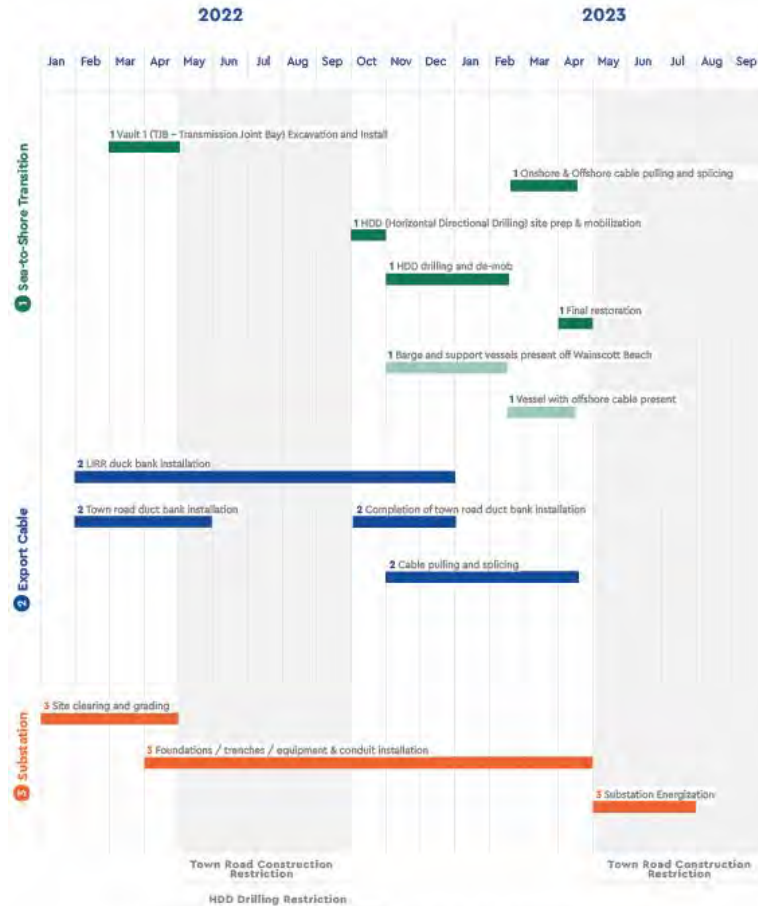 2022
2023
Jan Feb Mar Apr May Jun Jul Aug Sep Oct Nov Dec Jan Feb Mar Apr May Jun Jul Aug Sep
1 Sea-to-Shore Transition
1 Vault 1 (TJB – Transmission Joint Bay) Excavation and Install
1 Onshore & Offshore cable pulling and splicing
1 HDD (Horizontal Directional Drilling) site prep & mobilization
1 HDD drilling and de-mob
1 Final restoration
1 Barge and support vessels present off Wainscott Beach
1 Vessel with offshore cable present
2 Export Cable
2 LIRR duck bank installation
2 Town road duct bank installation
2 Completion of town road duct bank installation
2 Cable pulling and splicing
3 Substation
3 Site clearing and grading
3 Foundations / trenches / equipment & conduit installation
3 Substation Energization
Town Road Construction
Restriction
Town Road Construction
Restriction
HDD Drilling Restriction